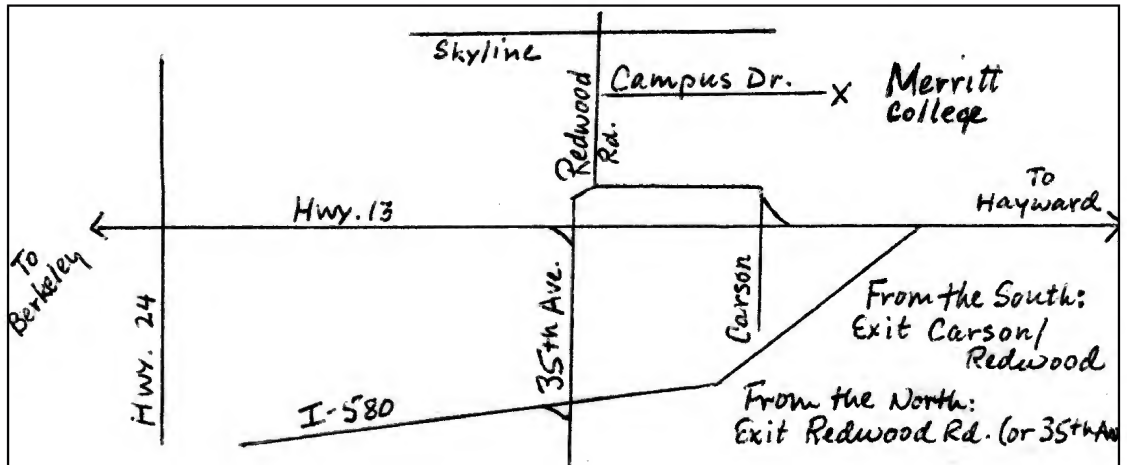 Skyline
Redwood
Rd.
Campus Dr.
X
Merritt
College
Hwy. 13
To
Hayward
To
Berkeley
Hwy. 24
35th Ave.
Carson
I-580
From the South:
Exit Carson/
Redwood
From the North:
Exit Redwood Rd. (or 35th Av